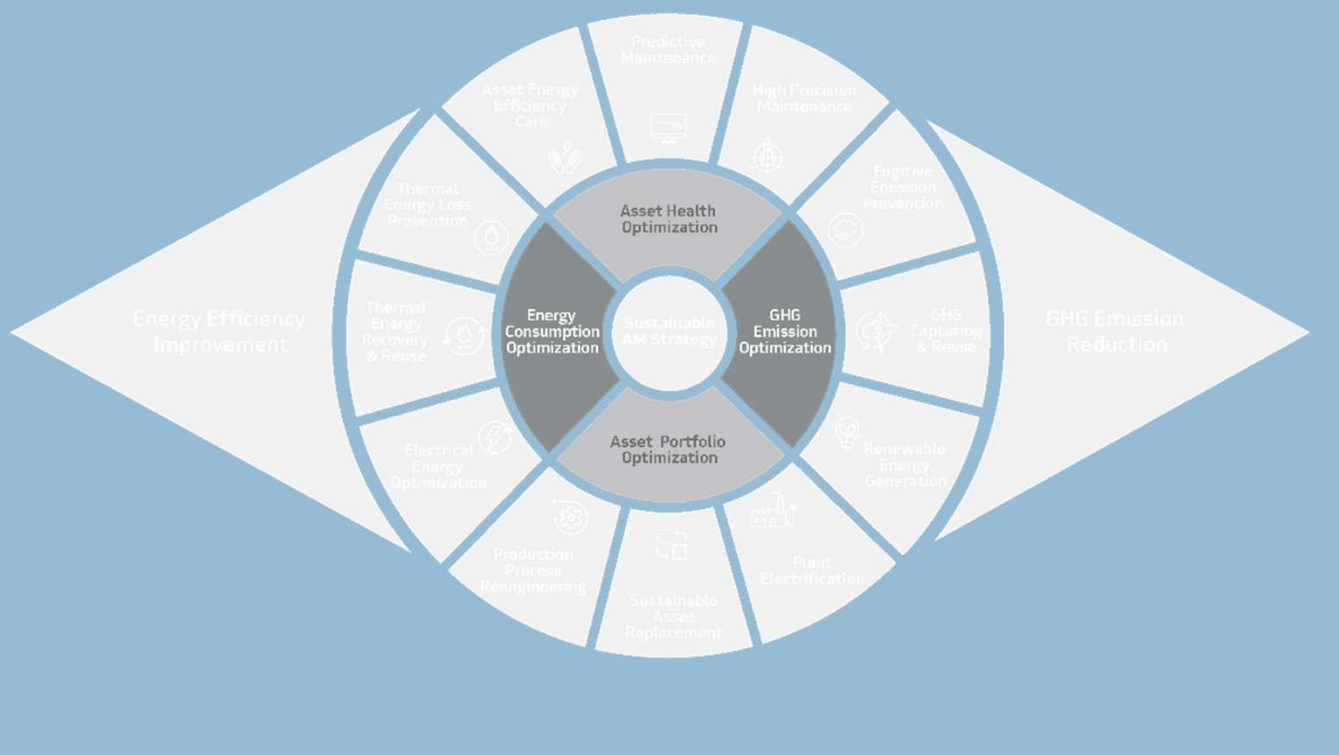 Predictive
Maintenance
Asset Energy
Efficiency
Care
High Precision
Maintenance
Thermal
Energy Loss
Prevention
Fugitive
Emission
Prevention
Asset Health
Optimization
Energy Efficiency
Improvement
Thermal
Energy
Recovery
& Reuse
Energy
Consumption
Optimization
Sustainable
AM Strategy
GHG
Emission
Optimization
GHG
Capturing
& Reuse
GHG Emission
Reduction
Asset Portfolio
Optimization
Electrical
Energy
Optimization
Renewable
Energy
Generation
Production
Process
Reengineering
Plant
Electrification
Sustainable
Asset
Replacement